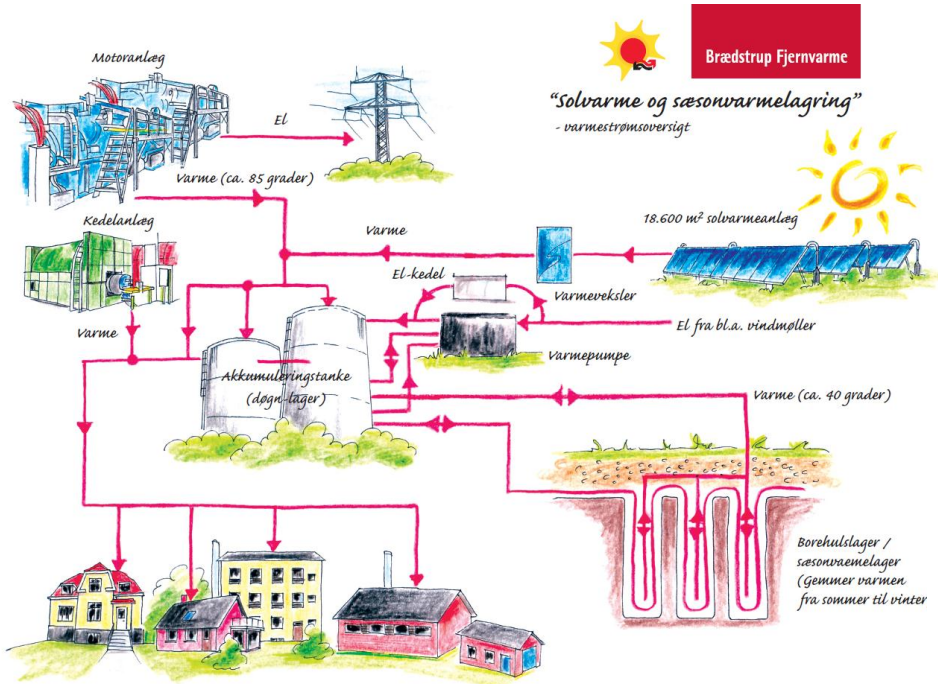 Brædstrup Fjernvarme
"Solvarme og sæsonvarmelagring"
- varmestrømsoversigt
Motoranlæg
El
Varme (ca. 85 grader)
Kedelanlæg
Varme
18.600 m² solvarmeanlæg
El-kedel
Varmeveksler
Varme
El fra bl.a. vindmøller
Varmepumpe
Akkumuleringstanke
(døgn-lager)
Varme (ca. 40 grader)
Borehulslager /
sæsonvaemelager
(Gemmer varmen
fra sommer til vinter